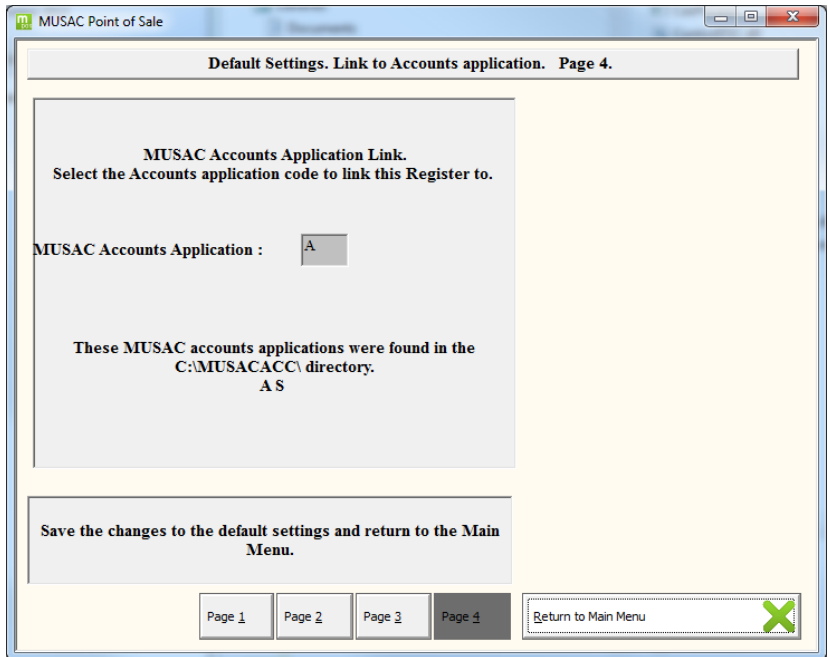 MUSAC Point of Sale
Default Settings. Link to Accounts application. Page 4.
MUSAC Accounts Application Link.
Select the Accounts application code to link this Register to.
MUSAC Accounts Application :
A
These MUSAC accounts applications were found in the
C:\MUSACACC\ directory.
A S
Save the changes to the default settings and return to the Main
Menu.
Page 1
Page 2
Page 3
Page 4
Return to Main Menu